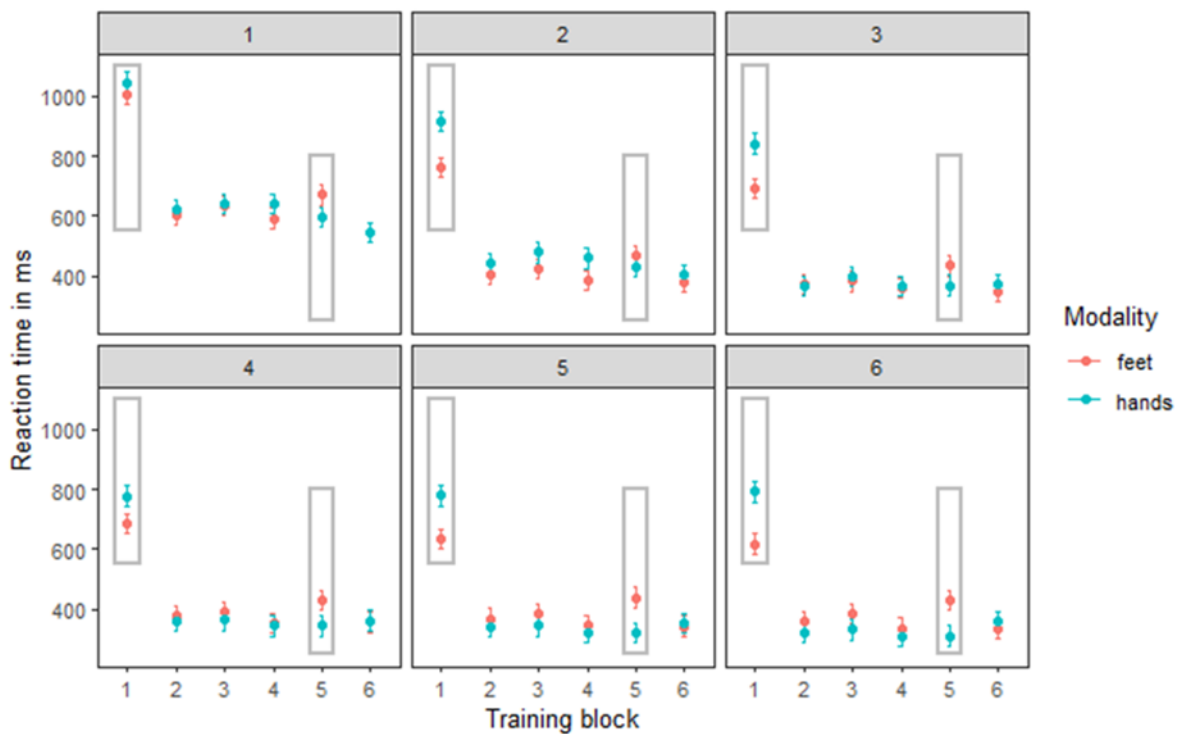 1 2 3
1000
800
600
400
Reaction time in ms
Modality
feet
hands
4 5 6
1000
800
600
400
1 2 3 4 5 6 1 2 3 4 5 6 1 2 3 4 5 6
Training block